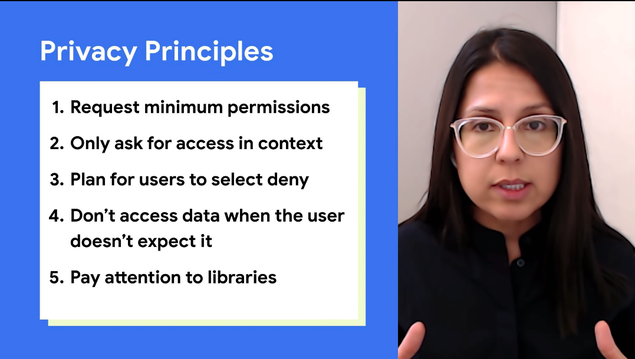 Privacy Principles
1. Request minimum permissions
2. Only ask for access in context
3. Plan for users to select deny
4. Don’t access data when the user
doesn’t expect it
5. Pay attention to libraries